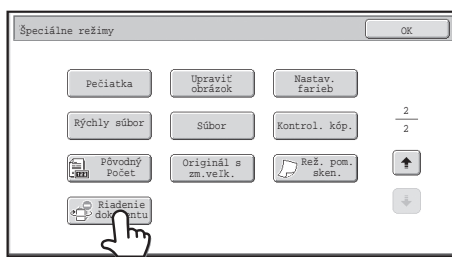 Špeciálne režimy
OK
Pečiatka
Upraviť
obrázok
Nastav.
farieb
Rýchly súbor
Súbor
Kontrol. kóp.
2
2
Pôvodný
Počet
Originál s
zm.veľk.
Rež. pom.
sken.
Riadenie
dokumentu